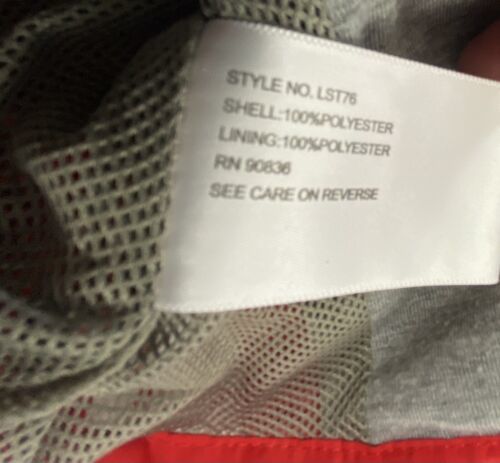 STYLE NO. LST76
SHELL:100%POLYESTER
LINING:100%POLYESTER
RN 90836
SEE CARE ON REVERSE